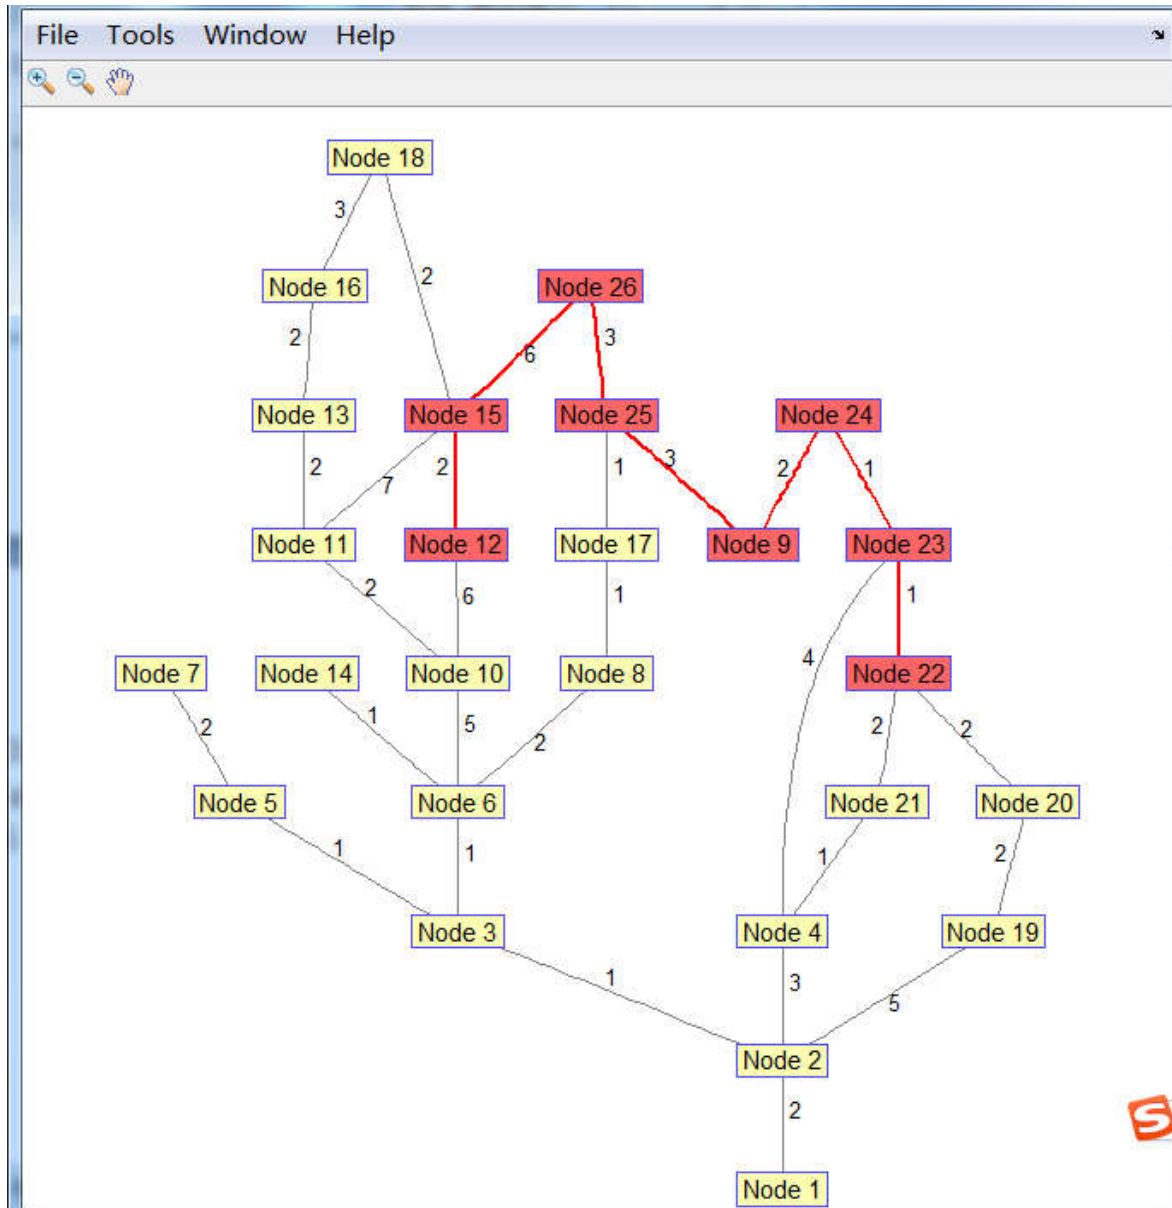 File Tools Window Help
Node 18
3
2
Node 16 Node 26
2 6 3
Node 13 Node 15 Node 25 Node 24
2 7 2 1 3 2 1
Node 11 Node 12 Node 17 Node 9 Node 23
2 6 1 1
4
Node 7 Node 14 Node 10 Node 8 Node 22
2 1 5 2 2 2
Node 5 Node 6 Node 21 Node 20
1 1 1 2
Node 3 Node 4 Node 19
1 3 5
Node 2
2
S
Node 1